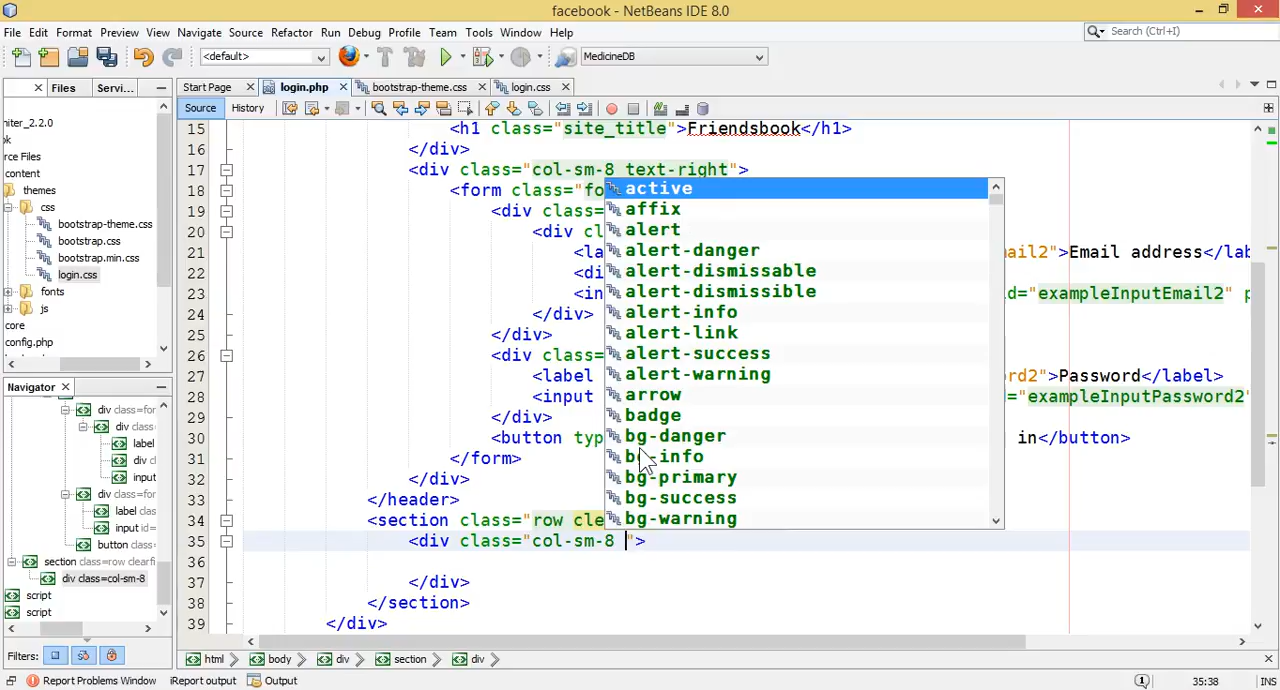 facebook - NetBeans IDE 8.0
File Edit Format Preview View Navigate Source Refactor Run Debug Profile Team Tools Window Help
Search (Ctrl+I)
<default> MedicineDB
Files Servi... Start Page login.php bootstrap-theme.css login.css
Source History
niter_2.2.0
ok
rce Files
content
themes
css
bootstrap-theme.css
bootstrap.css
bootstrap.min.css
login.css
fonts
js
core
config.php
Navigator
div class=for
div class=for
label
div cl
input
div class=for
label class
input id=
button type
section class=row clearfi
div class=col-sm-8
script
script
Filters:
15 <h1 class="site_title">Friendsbook</h1>
16 </div>
17 <div class="col-sm-8 text-right">
18 <form class="fo
19 <div class=
20 <div cl
21 <la mail2">Email address</lab
22 <di
23 <in d="exampleInputEmail2" p
24 </div>
25 </div>
26 <div class=
27 <label rd2">Password</label>
28 <input ="exampleInputPassword2"
29 </div>
30 <button typ in</button>
31 </form>
32 </div>
33 </header>
34 <section class="row cle
35 <div class="col-sm-8 ">
36
37 </div>
38 </section>
39 </div>
active
affix
alert
alert-danger
alert-dismissable
alert-dismissible
alert-info
alert-link
alert-success
alert-warning
arrow
badge
bg-danger
bg-info
bg-primary
bg-success
bg-warning
html body div section div
Report Problems Window iReport output Output 35:38 INS